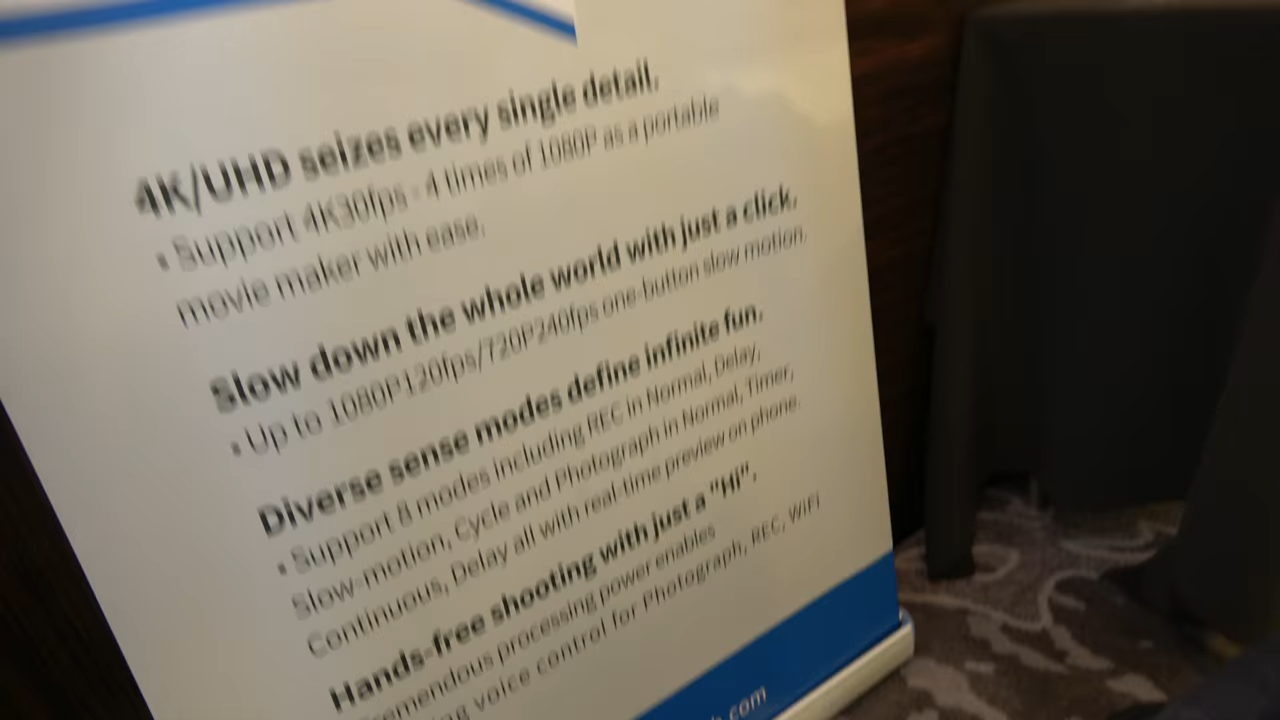 4K/UHD seizes every single detail.
• Support 4K30fps - 4 times of 1080P as a portable
movie maker with ease.
Slow down the whole world with just a click.
• Up to 1080P120fps/720P240fps one-button slow motion.
Diverse sense modes define infinite fun.
• Support 8 modes including REC in Normal, Delay,
Slow-motion, Cycle and Photograph in Normal, Timer,
Continuous, Delay all with real-time preview on phone.
Hands-free shooting with just a "Hi".
Tremendous processing power enables
voice control for Photograph, REC, WiFi
.com